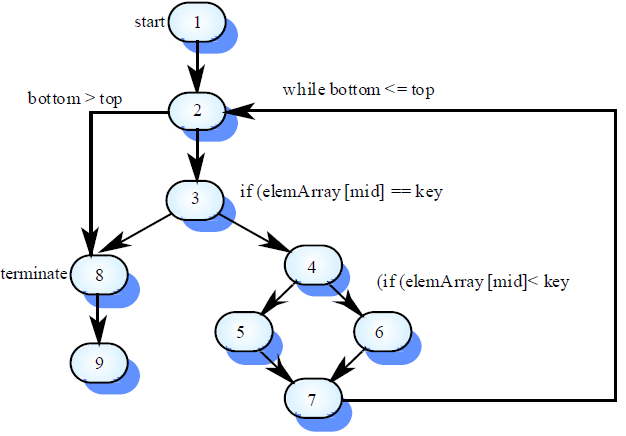 start
1
while bottom <= top
bottom > top
2
if (elemArray [mid] == key
3
terminate
8
4
(if (elemArray [mid]< key
5
6
9
7